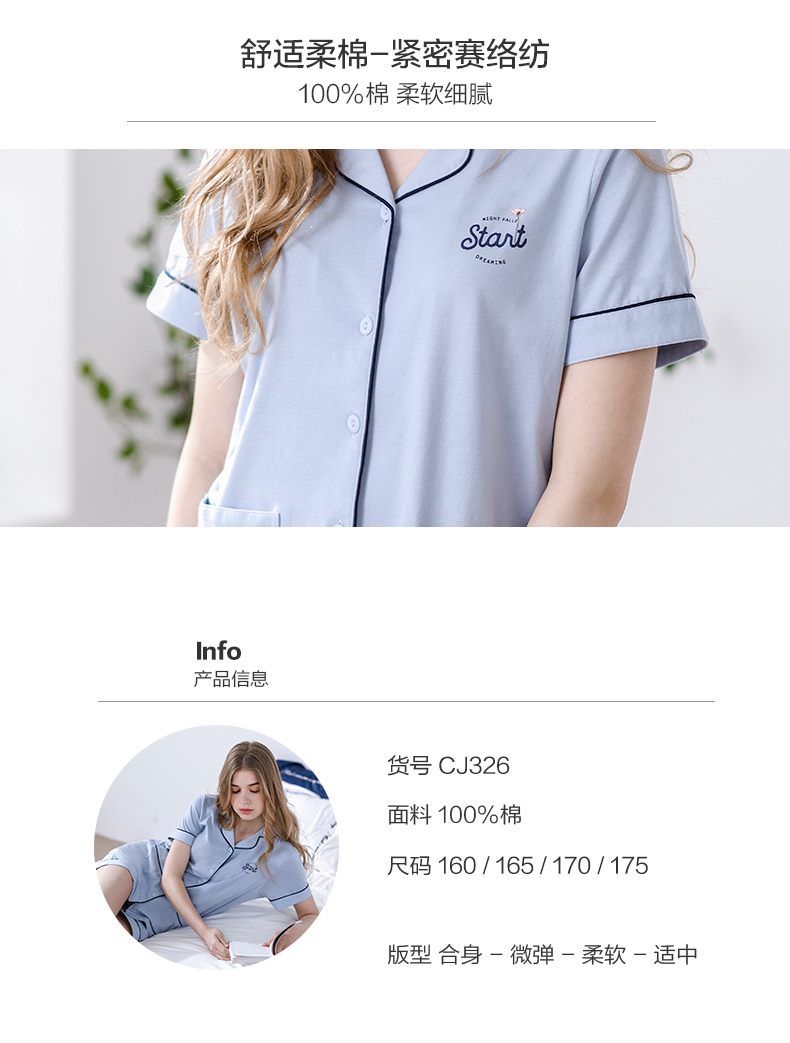 舒适柔棉-紧密赛络纺
100%棉 柔软细腻
NIGHT FALLS
Start
DREAMING
Info
产品信息
货号 CJ326
面料 100%棉
尺码 160 / 165 / 170 / 175
版型 合身 - 微弹 - 柔软 - 适中
Start